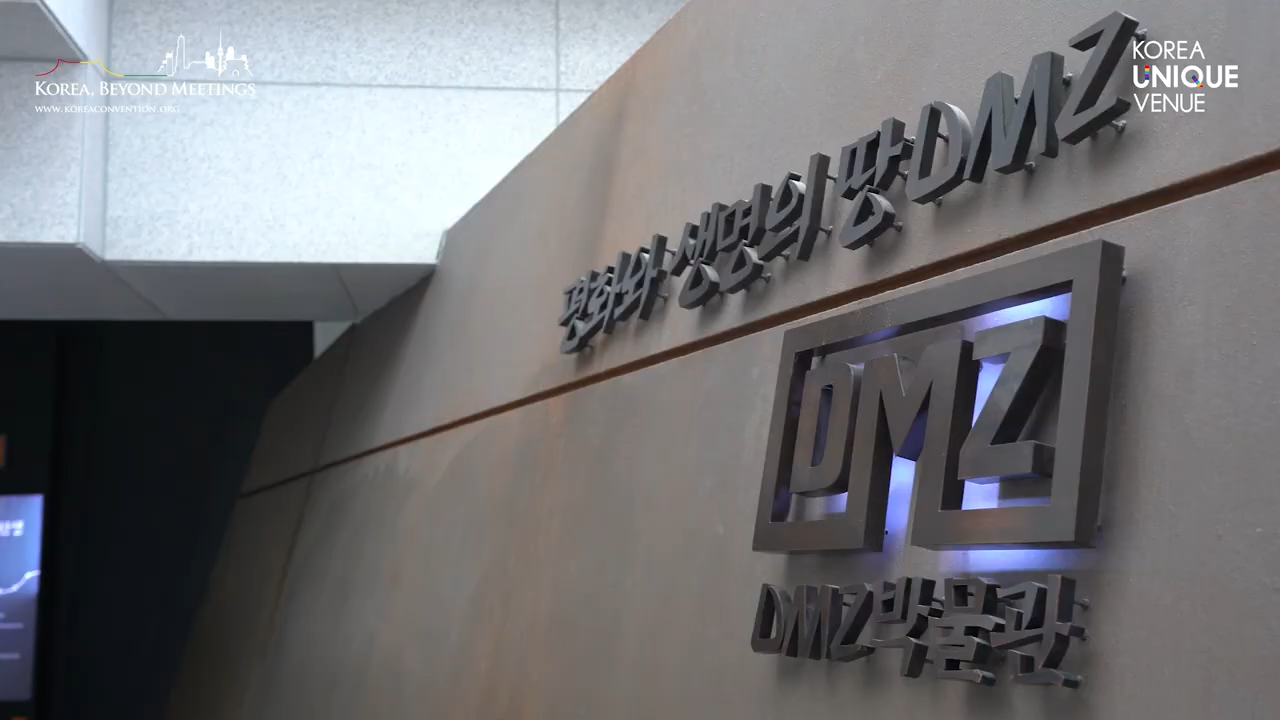 KOREA, BEYOND MEETINGS
WWW.KOREACONVENTION.ORG
KOREA
UNIQUE
VENUE
평화와 생명의 땅 DMZ
DMZ
DMZ박물관